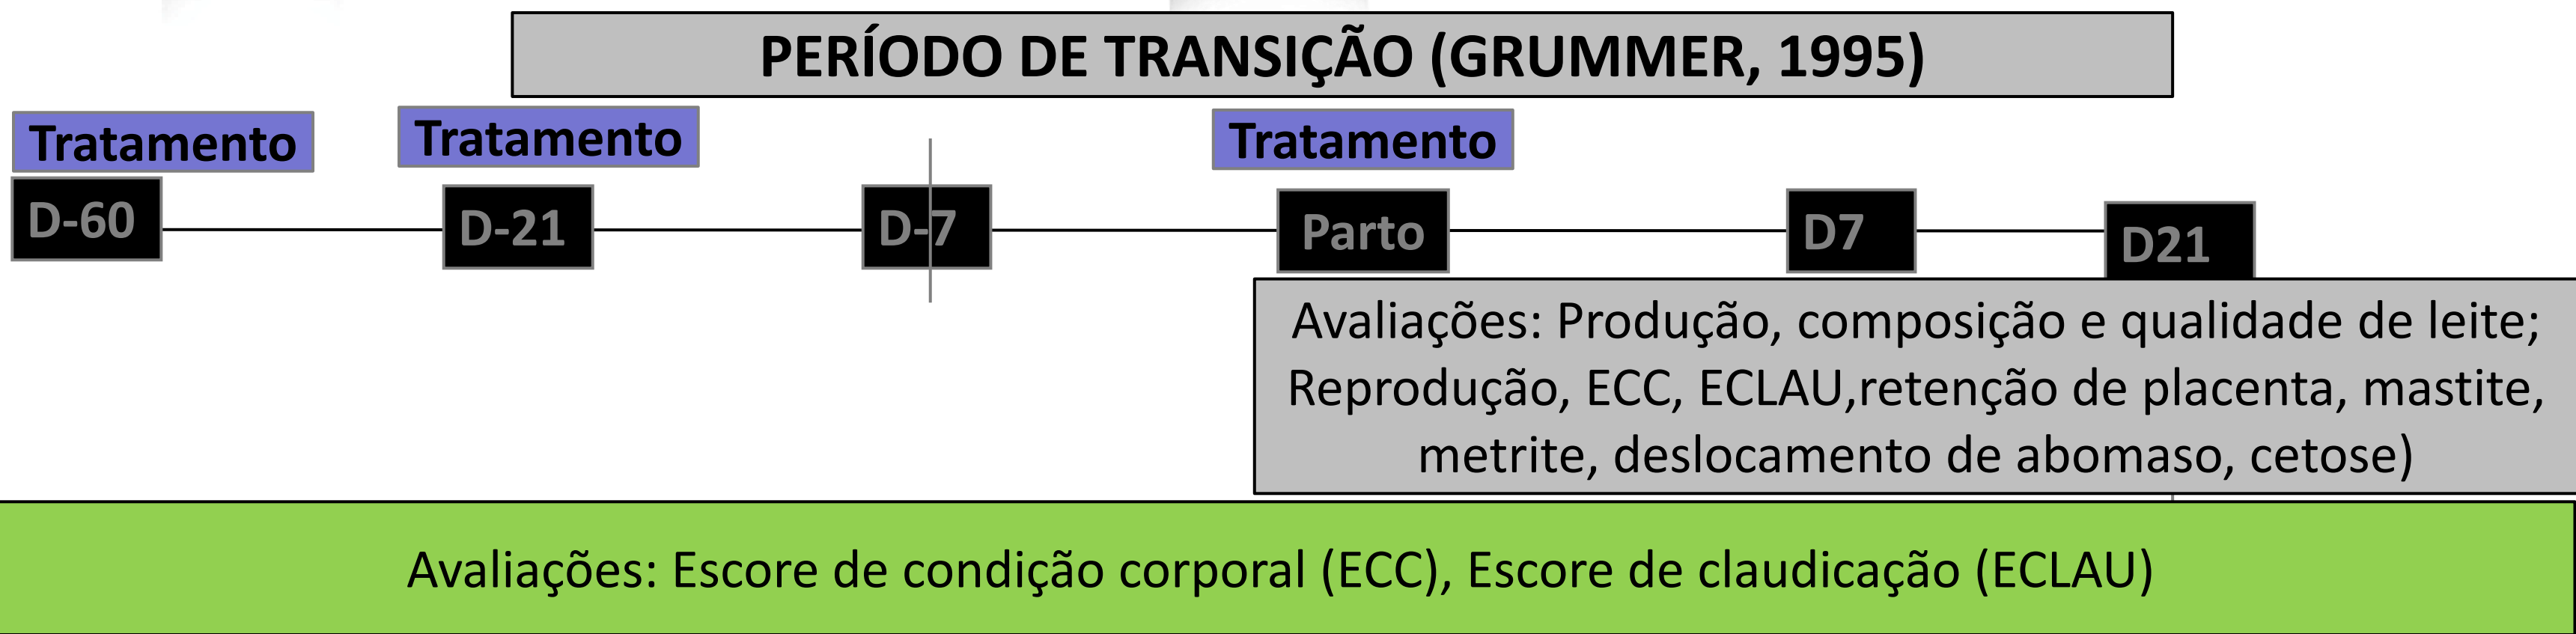 PERÍODO DE TRANSIÇÃO (GRUMMER, 1995)
Tratamento
Tratamento
Tratamento
D-60
D-21
D-7
Parto
D7
D21
Avaliações: Produção, composição e qualidade de leite;
Reprodução, ECC, ECLAU,retenção de placenta, mastite,
metrite, deslocamento de abomaso, cetose)
Avaliações: Escore de condição corporal (ECC), Escore de claudicação (ECLAU)